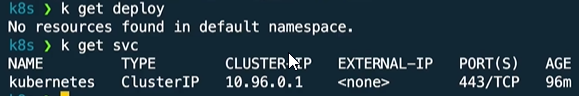 k8s ❯ k get deploy
No resources found in default namespace.
k8s ❯ k get svc
NAME TYPE CLUSTER-IP EXTERNAL-IP PORT(S) AGE
kubernetes ClusterIP 10.96.0.1 <none> 443/TCP 96m